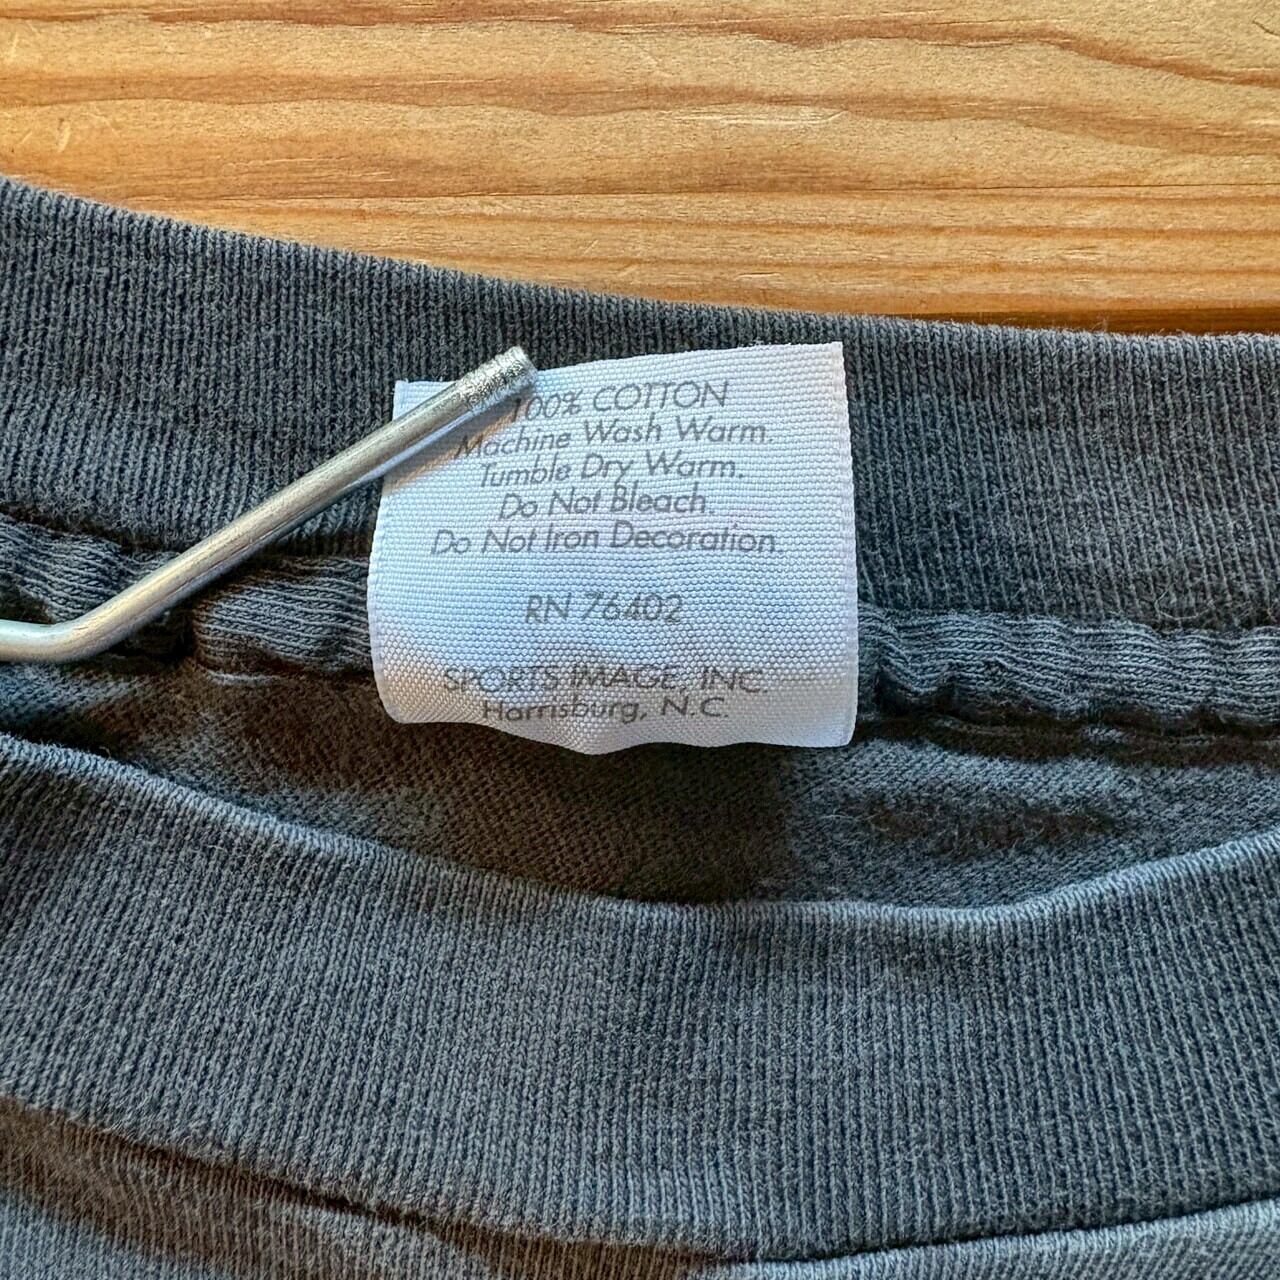 100% COTTON
Machine Wash Warm.
Tumble Dry Warm.
Do Not Bleach.
Do Not Iron Decoration.
RN 76402
SPORTS IMAGE, INC.
Harrisburg, N.C.